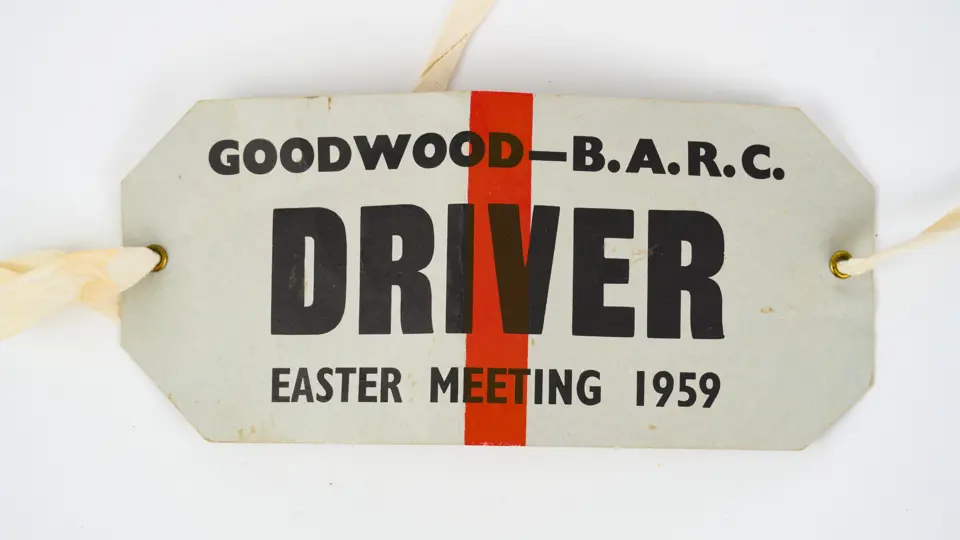 GOODWOOD—B.A.R.C.
DRIVER
EASTER MEETING 1959